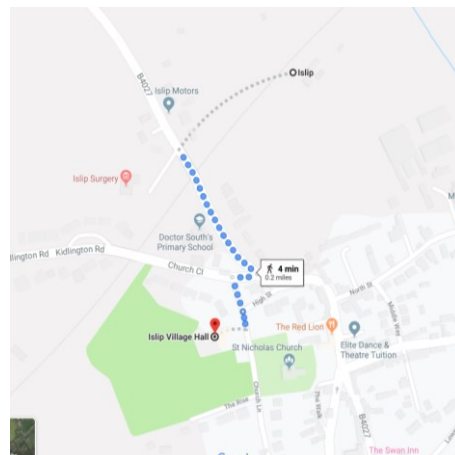 B4027
Islip
Islip Motors
Islip Surgery
Doctor South's
Primary School
Kidlington Rd
Church Cl
4 min
0.2 miles
High St
North St
Middle Way
Islip Village Hall
The Red Lion
Elite Dance &
Theatre Tuition
St Nicholas Church
Church Ln
The Rise
The Walk
B4027
The Swan Inn